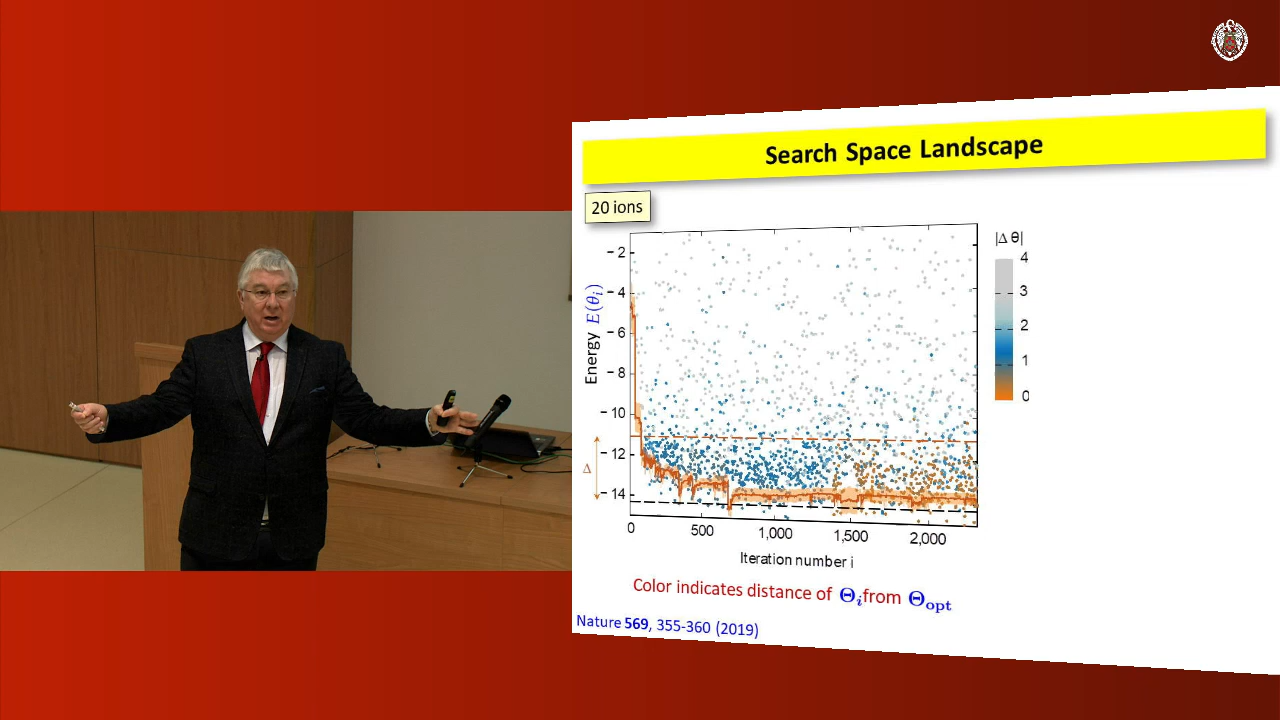 Search Space Landscape
20 ions
|Δ θ|
4
3
2
1
0
Energy E(θᵢ)
−2
−4
−6
−8
−10
−12
−14
Δ
0 500 1,000 1,500 2,000
Iteration number i
Color indicates distance of Θᵢ from Θopt
Nature 569, 355-360 (2019)